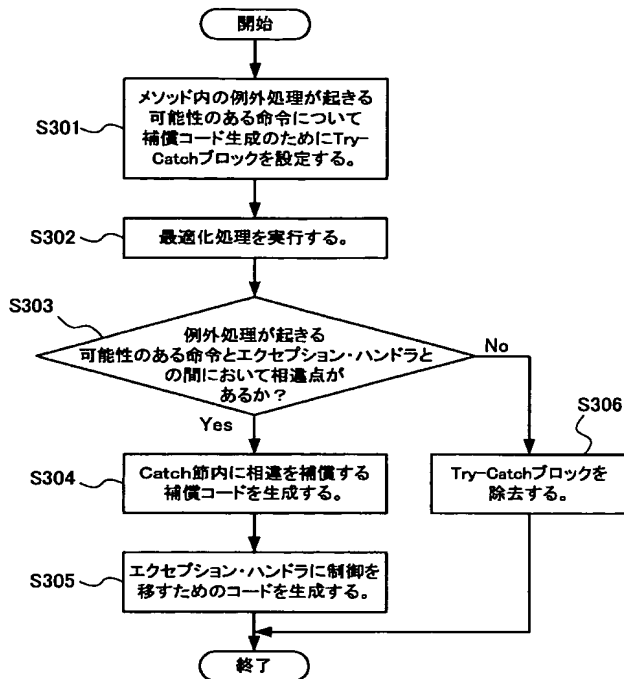 開始
S301
メソッド内の例外処理が起きる
可能性のある命令について
補償コード生成のためにTry-
Catchブロックを設定する。
S302
最適化処理を実行する。
S303
例外処理が起きる
可能性のある命令とエクセプション・ハンドラと
の間において相違点が
あるか?
No
Yes
S306
S304
Catch節内に相違を補償する
補償コードを生成する。
Try-Catchブロックを
除去する。
S305
エクセプション・ハンドラに制御を
移すためのコードを生成する。
終了